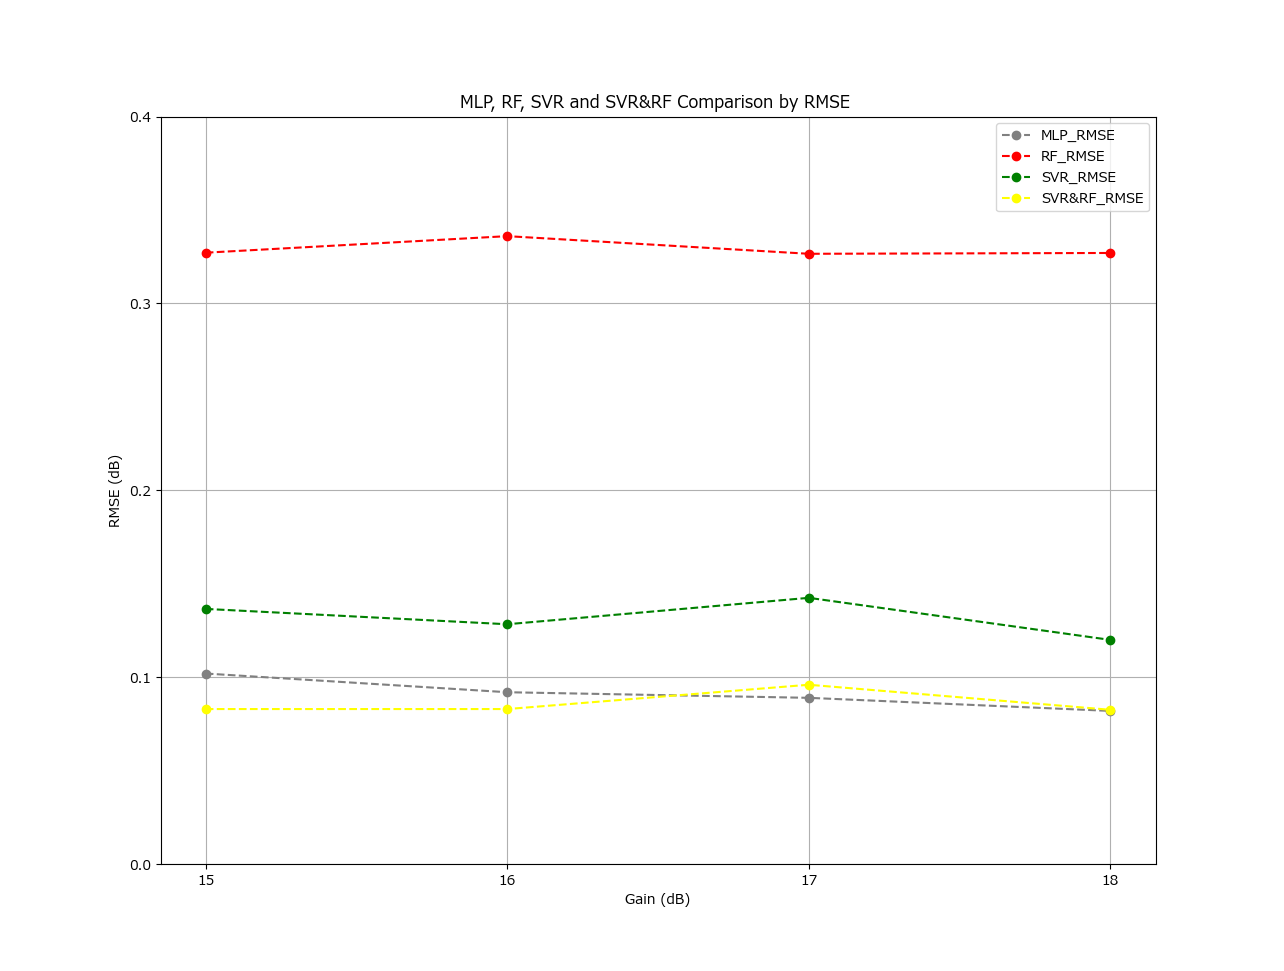 MLP, RF, SVR and SVR&RF Comparison by RMSE
0.4
MLP_RMSE
RF_RMSE
SVR_RMSE
SVR&RF_RMSE
0.3
RMSE (dB)
0.2
0.1
0.0
15 16 17 18
Gain (dB)